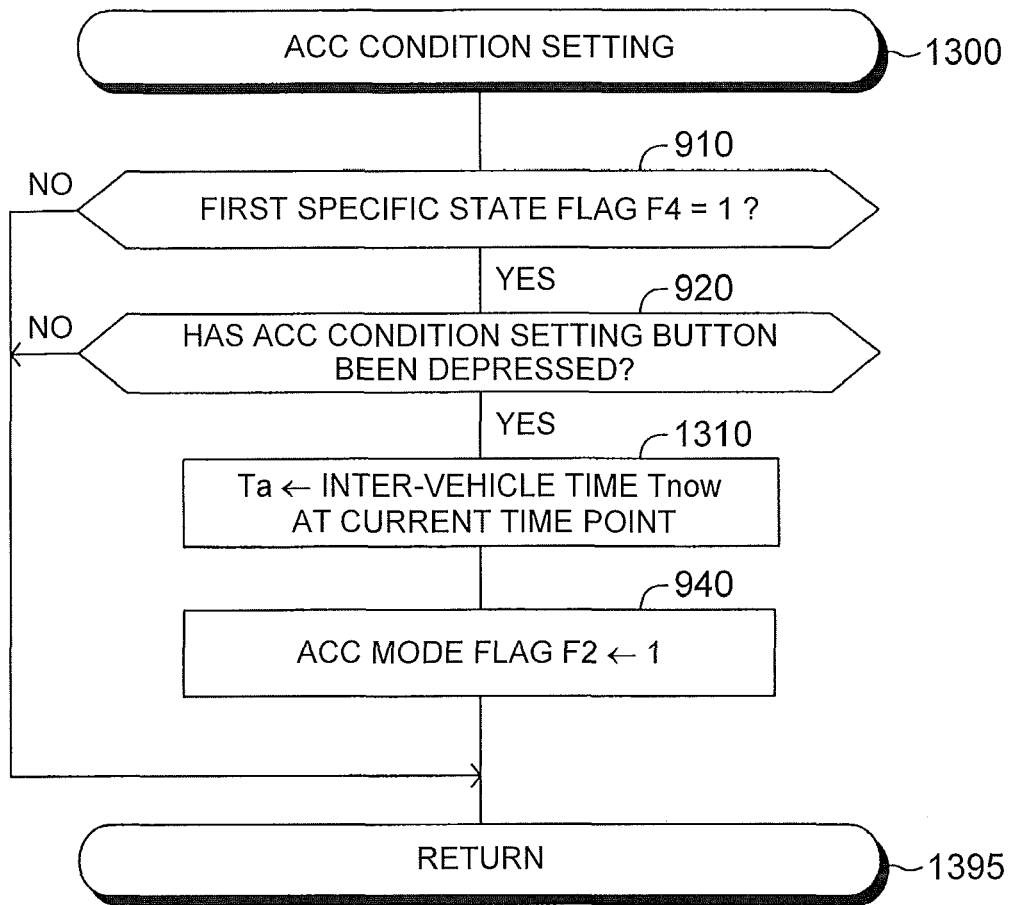 ACC CONDITION SETTING
1300
910
NO
FIRST SPECIFIC STATE FLAG F4 = 1 ?
YES
920
NO
HAS ACC CONDITION SETTING BUTTON
BEEN DEPRESSED?
YES
1310
Ta ← INTER-VEHICLE TIME Tnow
AT CURRENT TIME POINT
940
ACC MODE FLAG F2 ← 1
RETURN
1395